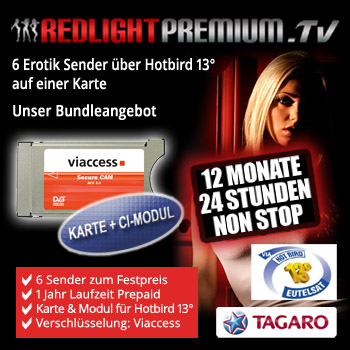 REDLIGHTPREMIUM.TV
6 Erotik Sender über Hotbird 13°
auf einer Karte
Unser Bundleangebot
viaccess
Secure CAM
DVB
KARTE + CI-MODUL
12 MONATE
24 STUNDEN
NON STOP
HOT BIRD
13°
EUTELSAT
6 Sender zum Festpreis
1 Jahr Laufzeit Prepaid
Karte & Modul für Hotbird 13°
Verschlüsselung: Viaccess
TAGARO